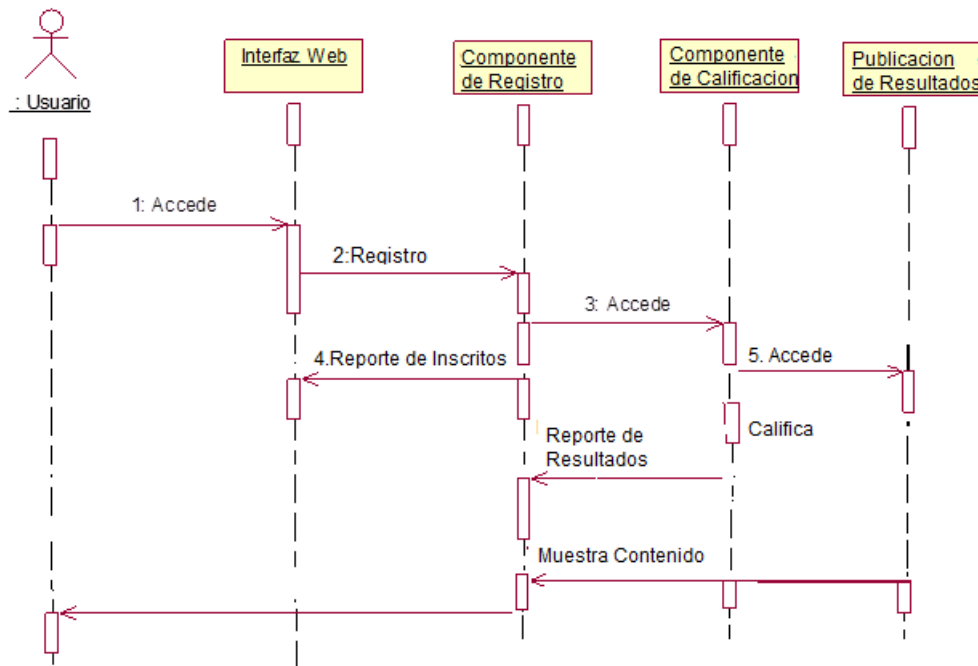 : Usuario
Interfaz Web
Componente
de Registro
Componente
de Calificacion
Publicacion
de Resultados
1: Accede
2:Registro
3: Accede
4.Reporte de Inscritos
5. Accede
Califica
Reporte de
Resultados
Muestra Contenido